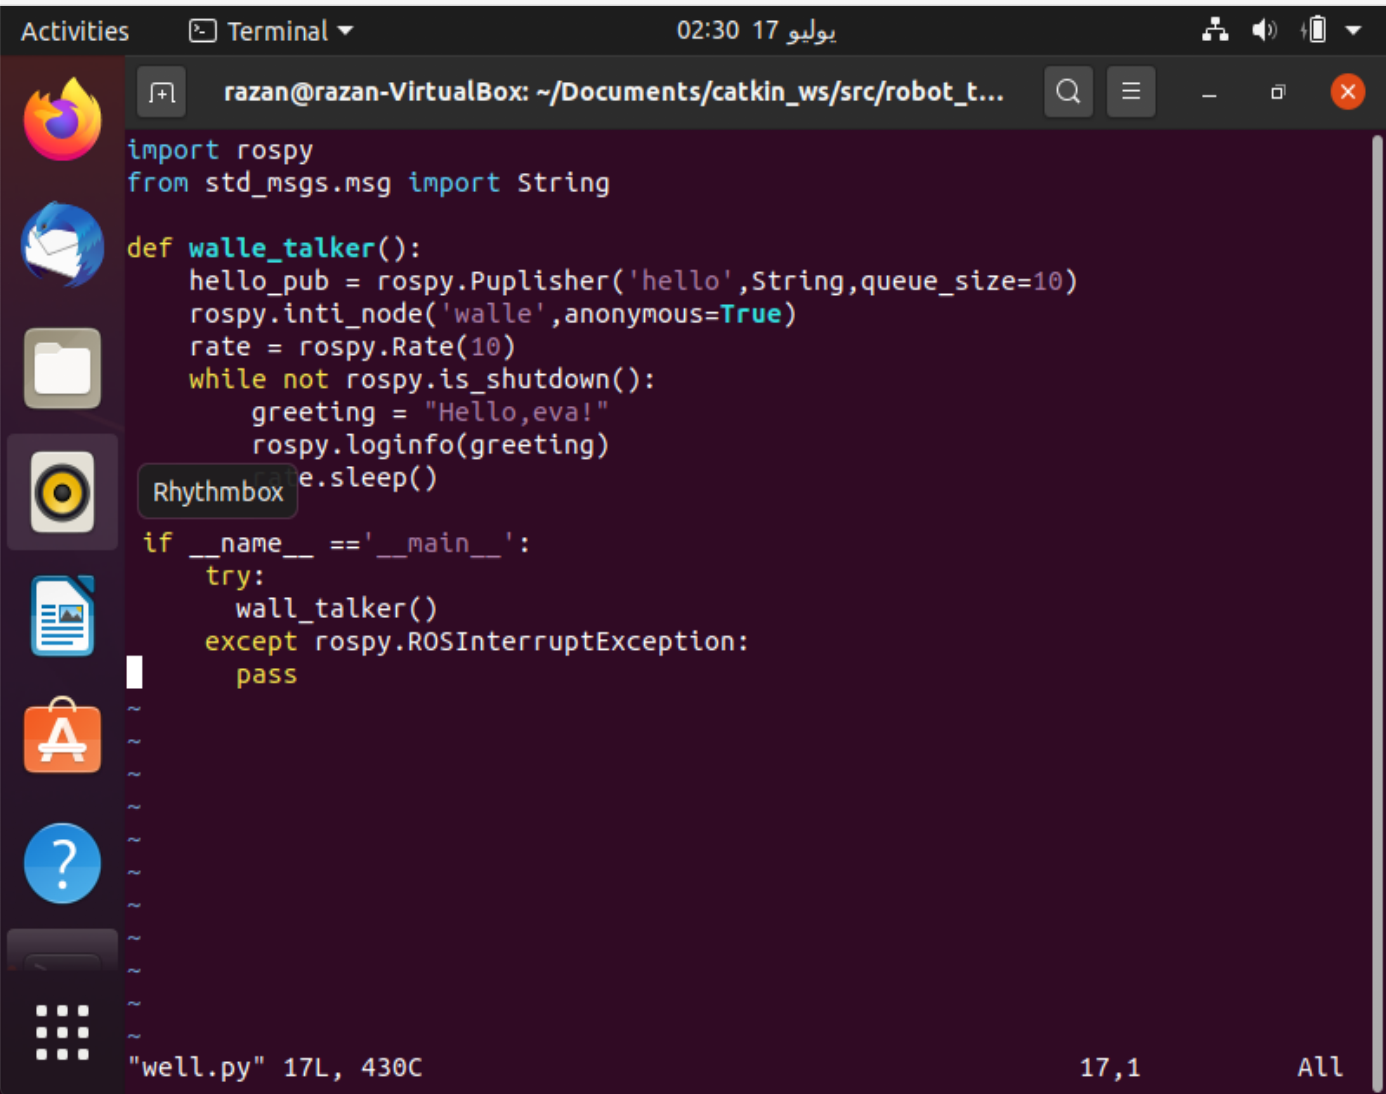 Activities Terminal 02:30 17 يوليو
razan@razan-VirtualBox: ~/Documents/catkin_ws/src/robot_t...
import rospy
from std_msgs.msg import String
def walle_talker():
hello_pub = rospy.Puplisher('hello',String,queue_size=10)
rospy.inti_node('walle',anonymous=True)
rate = rospy.Rate(10)
while not rospy.is_shutdown():
greeting = "Hello,eva!"
rospy.loginfo(greeting)
rate.sleep()
Rhythmbox
if __name__ =='__main__':
try:
wall_talker()
except rospy.ROSInterruptException:
pass
~
~
~
~
~
~
~
~
~
~
~
"well.py" 17L, 430C 17,1 All